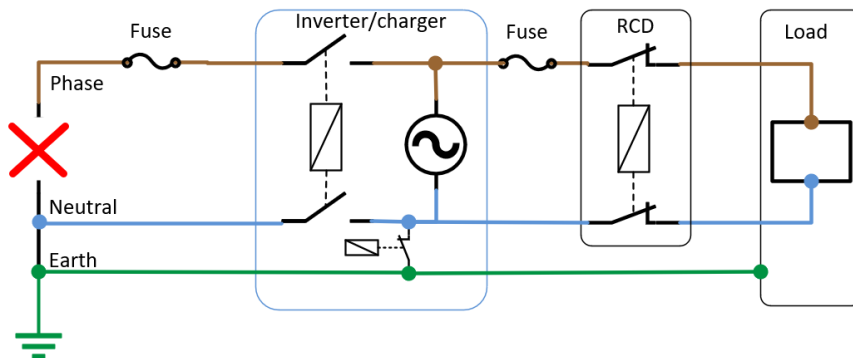 Inverter/charger
Fuse
Fuse
RCD
Load
Phase
Neutral
Earth